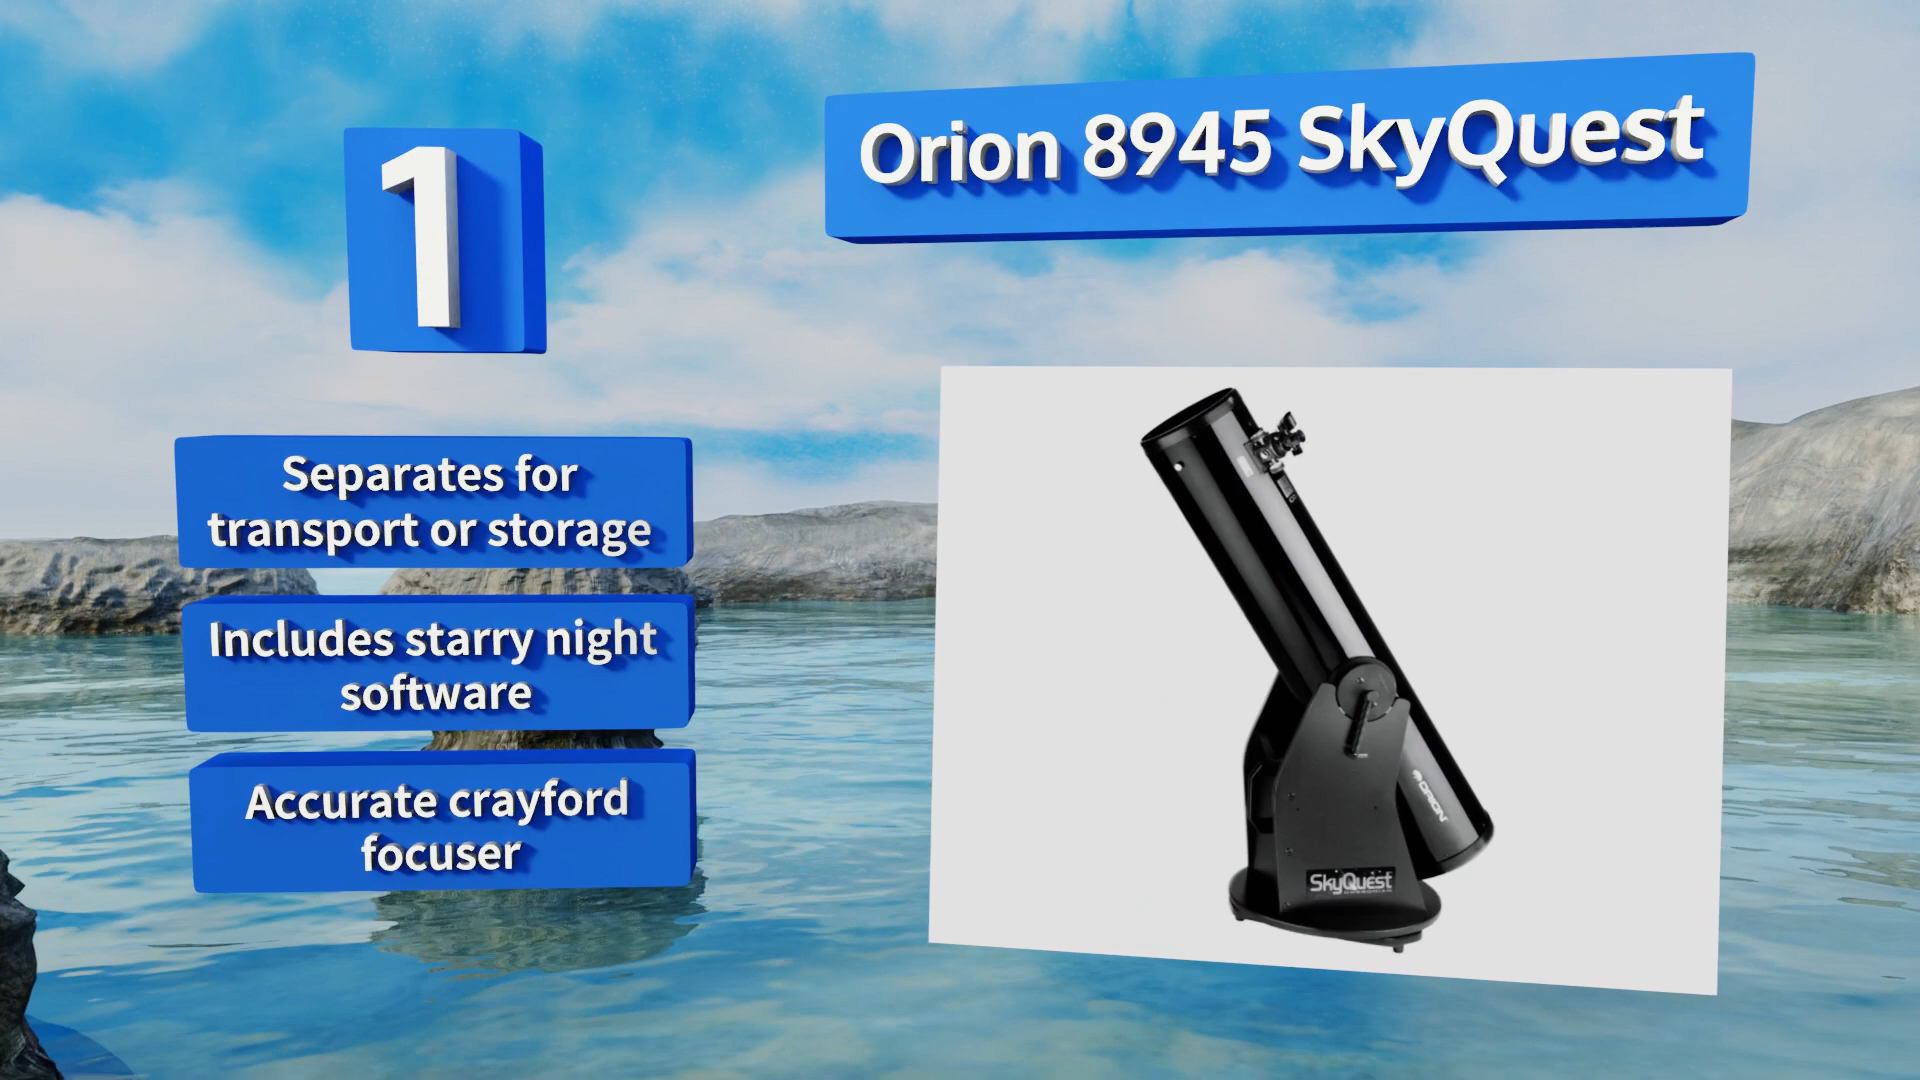 1
Orion 8945 SkyQuest
Separates for
transport or storage
Includes starry night
software
Accurate crayford
focuser
ORION
SkyQuest